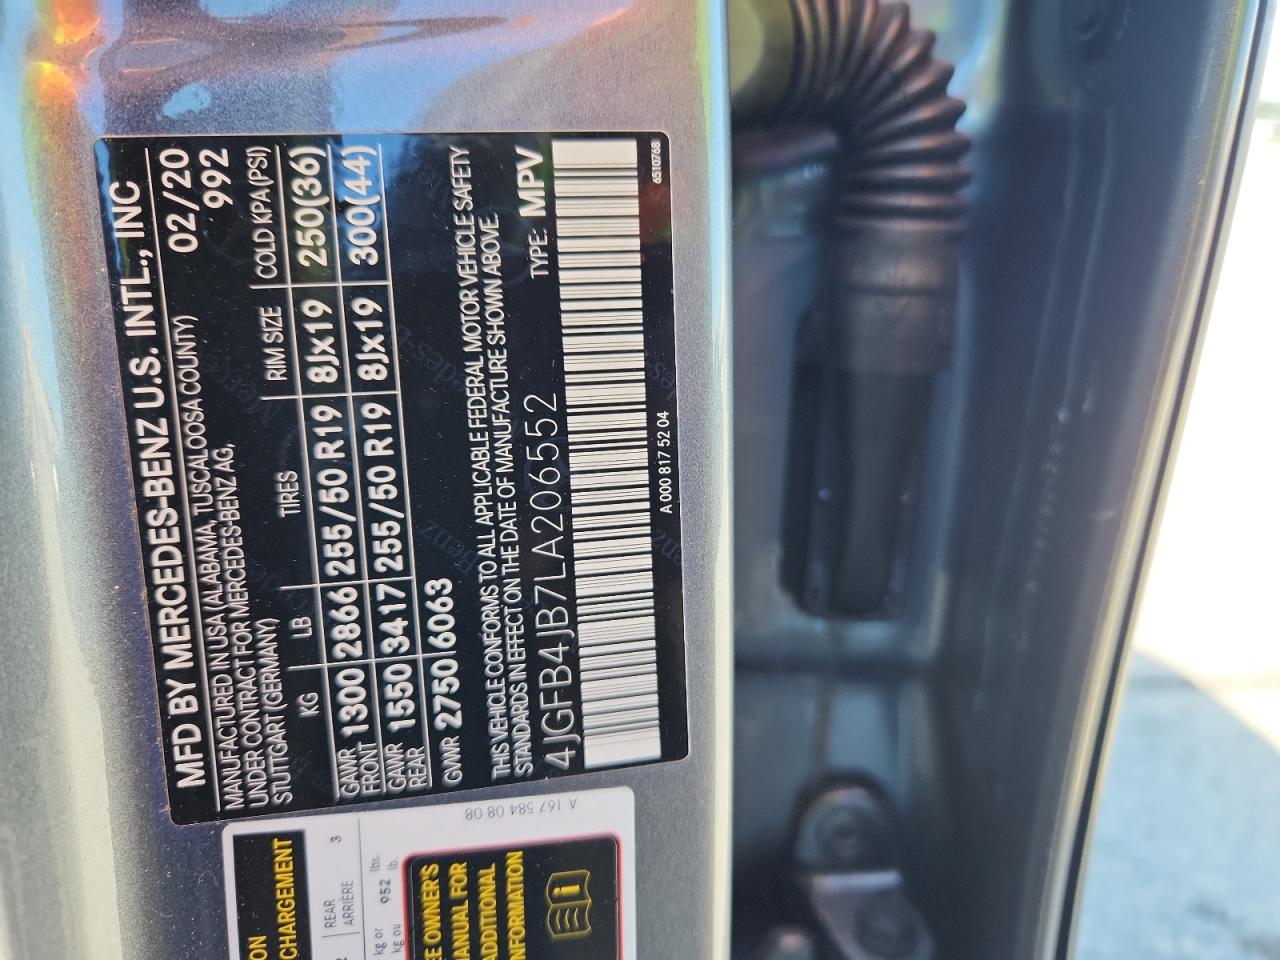 MFD BY MERCEDES-BENZ U.S. INTL., INC
MANUFACTURED IN USA (ALABAMA, TUSCALOOSA COUNTY) 02/20
UNDER CONTRACT FOR MERCEDES-BENZ AG, 992
STUTTGART (GERMANY)
KG LB TIRES RIM SIZE COLD KPA(PSI)
GAWR FRONT 1300 2866 255/50 R19 8Jx19 250(36)
GAWR REAR 1550 3417 255/50 R19 8Jx19 300(44)
GVWR 2750 6063
THIS VEHICLE CONFORMS TO ALL APPLICABLE FEDERAL MOTOR VEHICLE SAFETY
STANDARDS IN EFFECT ON THE DATE OF MANUFACTURE SHOWN ABOVE.
4JGFB4JB7LA206552 TYPE: MPV
A 000 817 52 04 6510768
A 167 584 08 08
CHARGEMENT
REAR 3
ARRIÈRE
kg or 952 lbs.
kg ou lb.
OWNER'S
MANUAL FOR
ADDITIONAL
INFORMATION